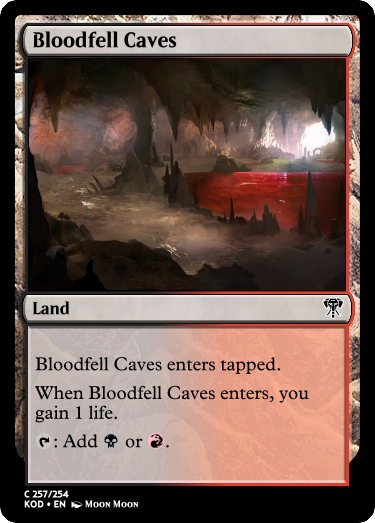 Bloodfell Caves
Land
Bloodfell Caves enters tapped.
When Bloodfell Caves enters, you
gain 1 life.
: Add or .
C 257/254
KOD • EN Moon Moon